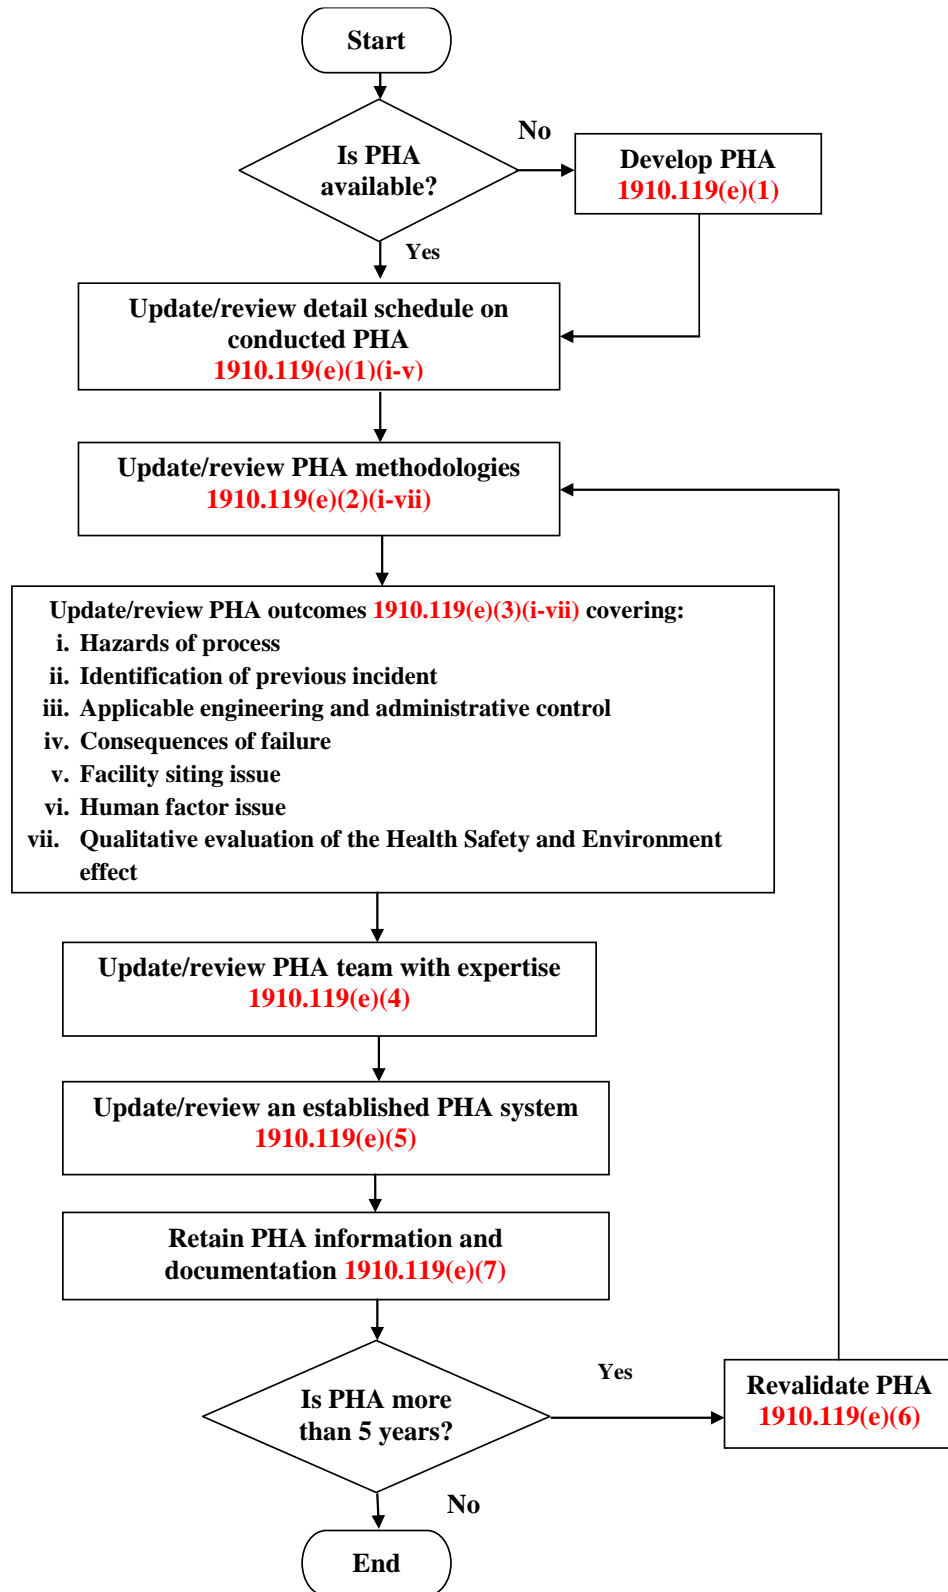 Start
Is PHA
available?
No
Develop PHA
1910.119(e)(1)
Yes
Update/review detail schedule on
conducted PHA
1910.119(e)(1)(i-v)
Update/review PHA methodologies
1910.119(e)(2)(i-vii)
Update/review PHA outcomes 1910.119(e)(3)(i-vii) covering:
i. Hazards of process
ii. Identification of previous incident
iii. Applicable engineering and administrative control
iv. Consequences of failure
v. Facility siting issue
vi. Human factor issue
vii. Qualitative evaluation of the Health Safety and Environment
effect
Update/review PHA team with expertise
1910.119(e)(4)
Update/review an established PHA system
1910.119(e)(5)
Retain PHA information and
documentation 1910.119(e)(7)
Is PHA more
than 5 years?
Yes
Revalidate PHA
1910.119(e)(6)
No
End